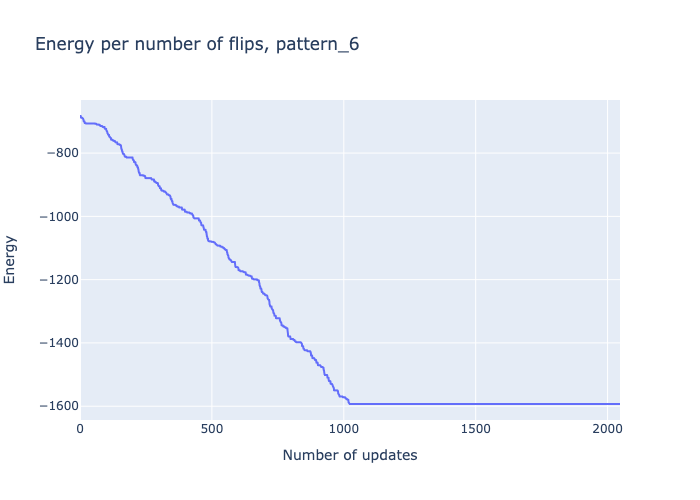 Energy per number of flips, pattern_6
−800
−1000
−1200
−1400
−1600
Energy
0 500 1000 1500 2000
Number of updates